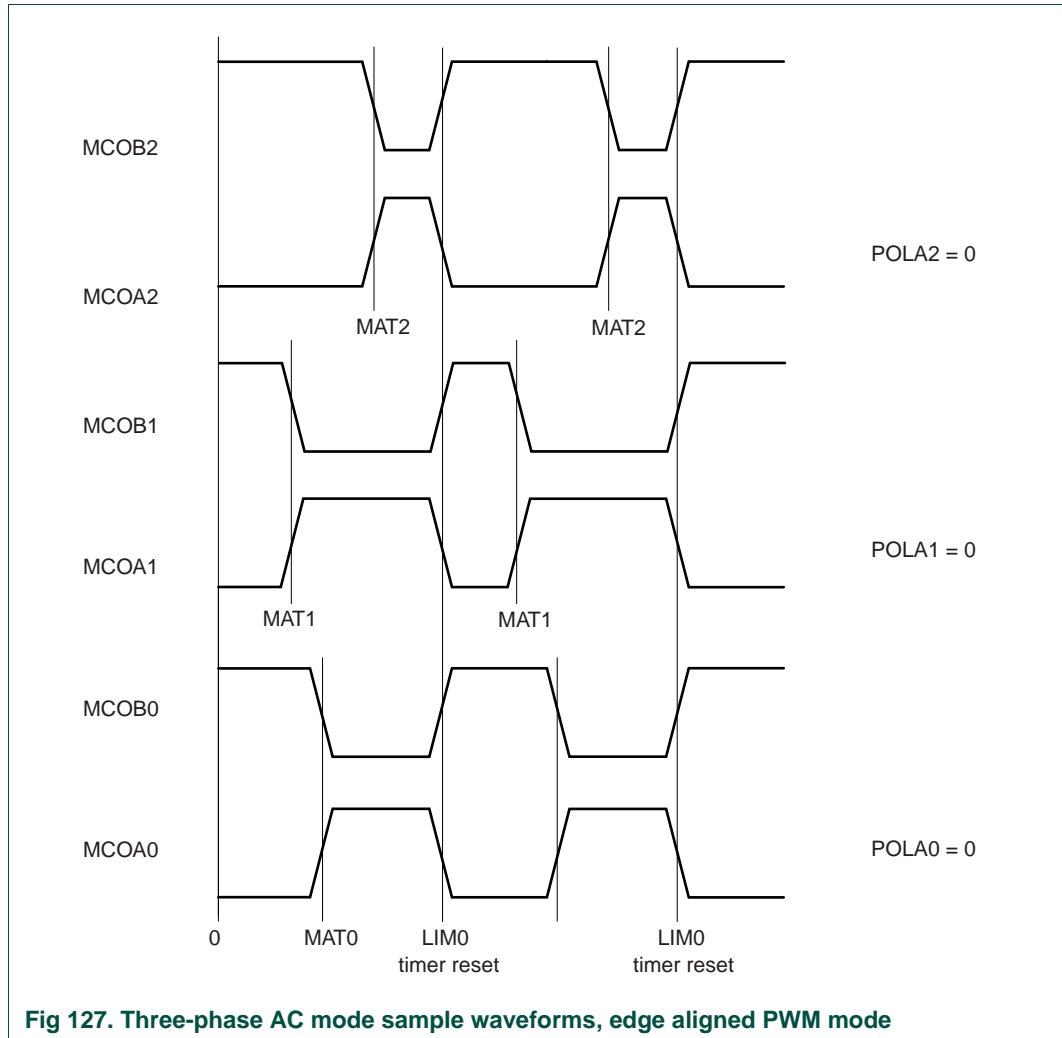 MCOB2
POLA2 = 0
MCOA2
MAT2
MAT2
MCOB1
POLA1 = 0
MCOA1
MAT1
MAT1
MCOB0
MCOA0
POLA0 = 0
0
MAT0
LIM0
timer reset
LIM0
timer reset
Fig 127. Three-phase AC mode sample waveforms, edge aligned PWM mode